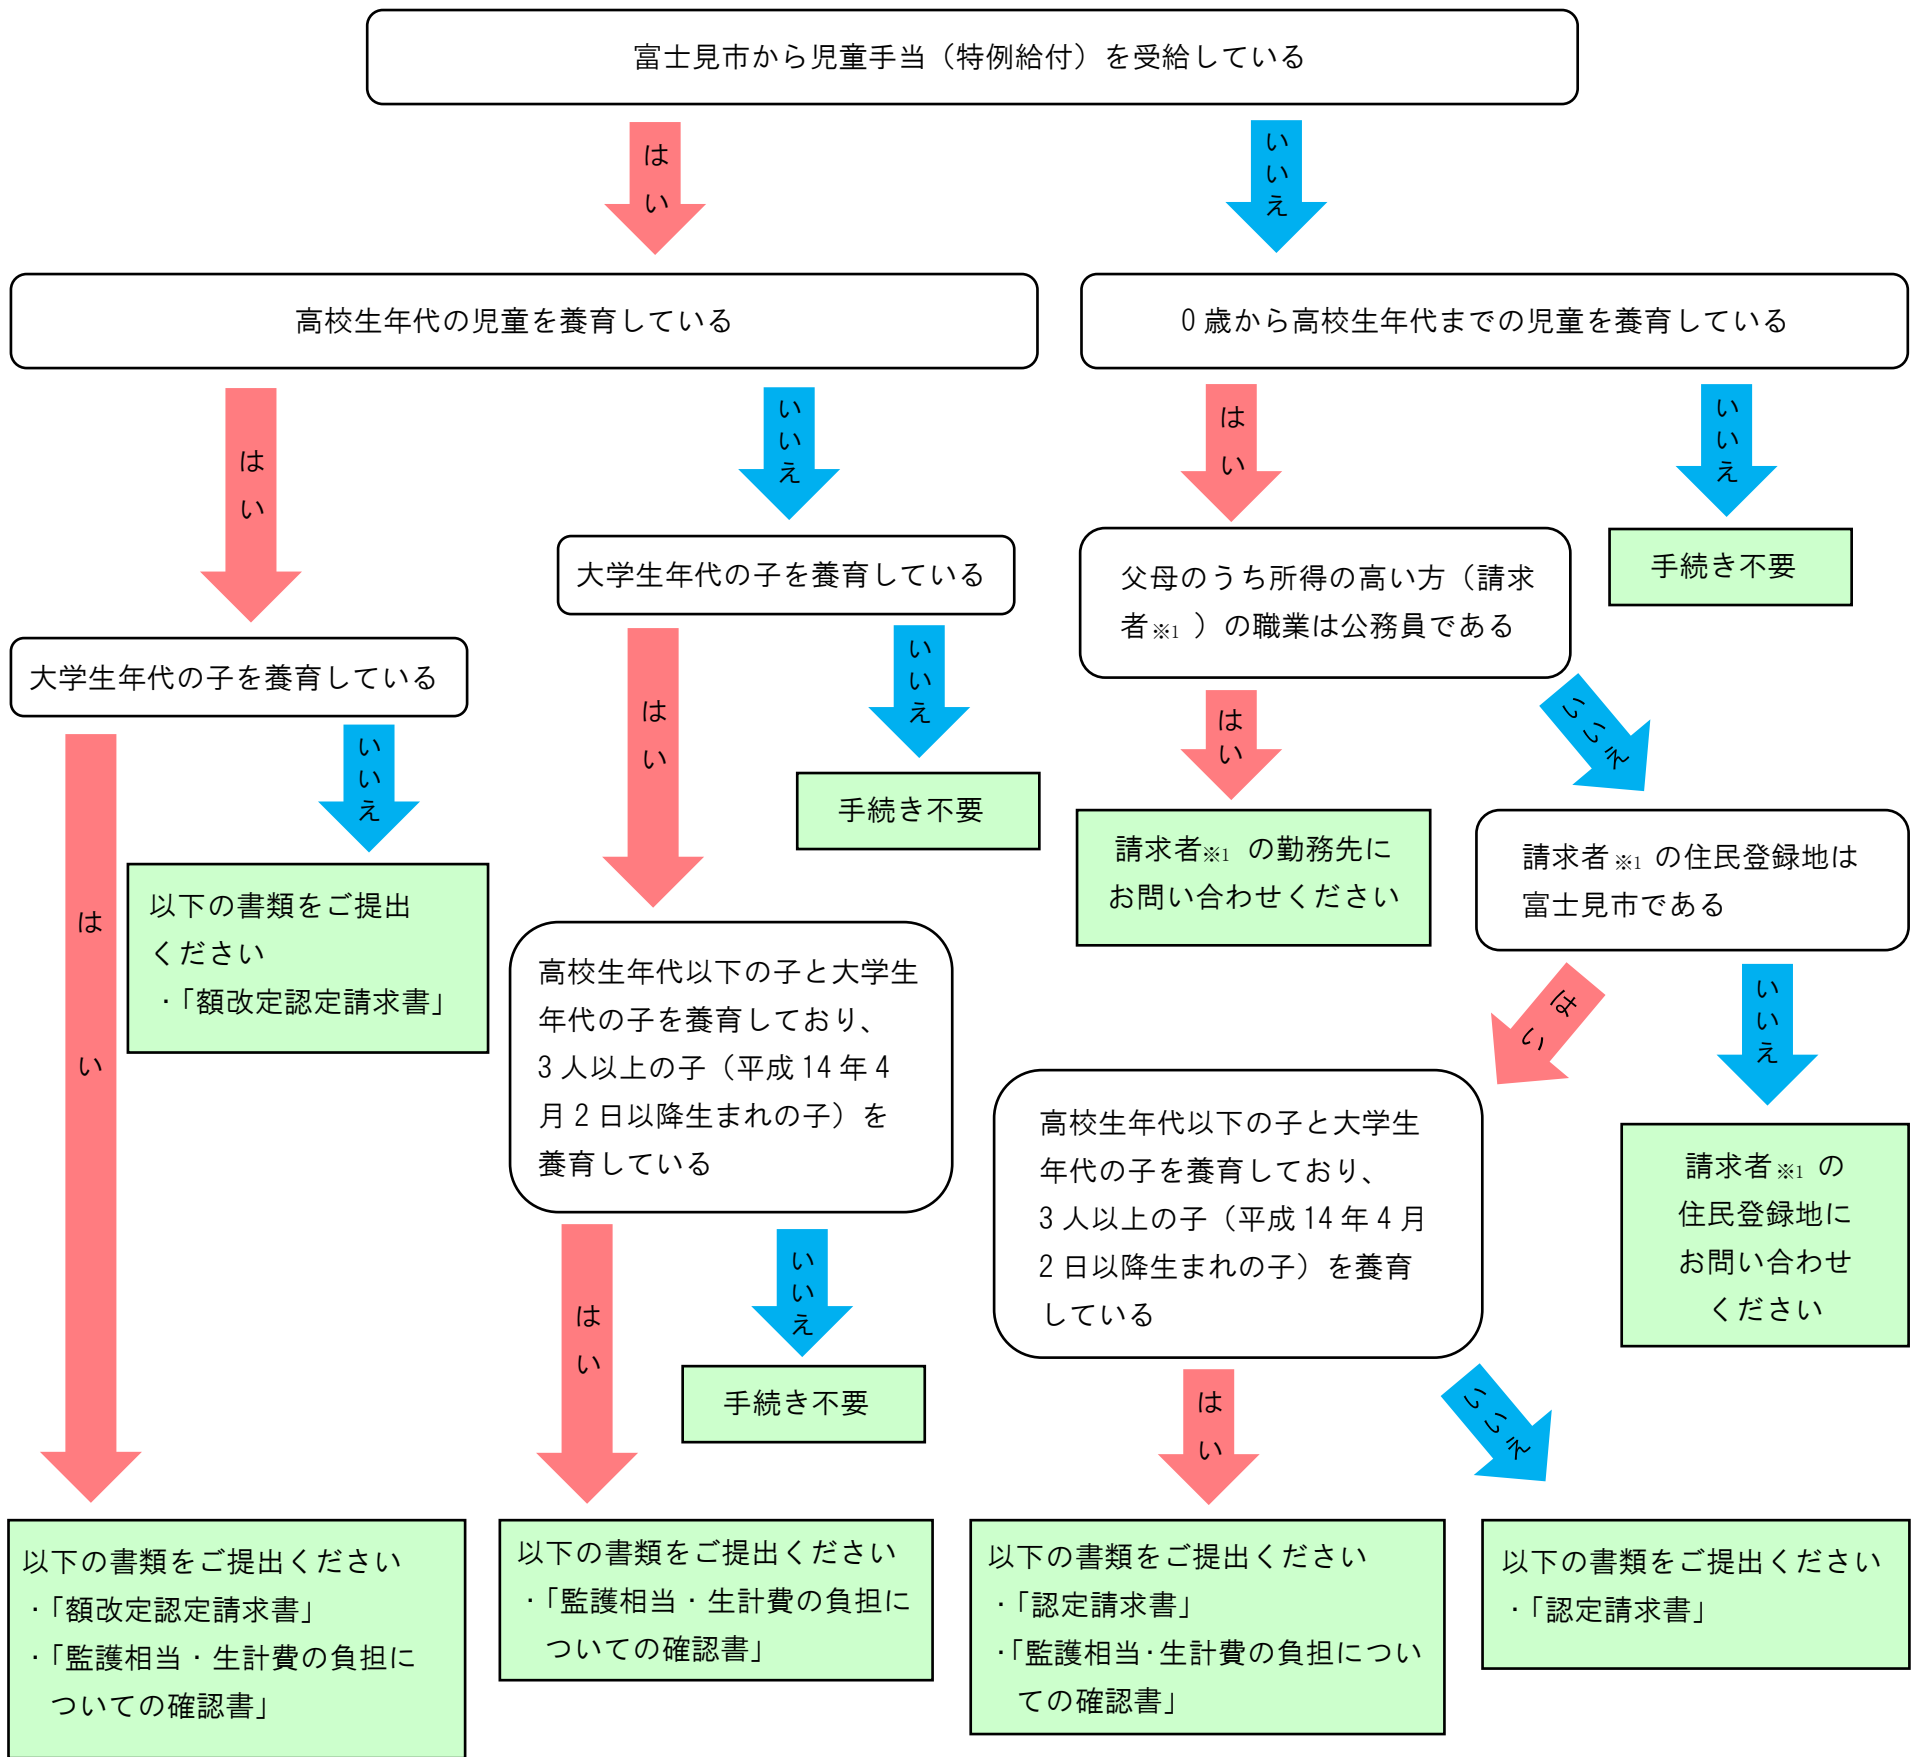 富士見市から児童手当（特例給付）を受給している
はい
いいえ
高校生年代の児童を養育している
0歳から高校生年代までの児童を養育している
はい
いいえ
はい
いいえ
大学生年代の子を養育している
父母のうち所得の高い方（請求
者※1 ）の職業は公務員である
手続き不要
大学生年代の子を養育している
はい
いいえ
はい
いいえ
はい
いいえ
手続き不要
請求者※1 の勤務先に
お問い合わせください
請求者※1 の住民登録地は
富士見市である
以下の書類をご提出
ください
・「額改定認定請求書」
高校生年代以下の子と大学生
年代の子を養育しており、
3人以上の子（平成14年4
月2日以降生まれの子）を
養育している
はい
いいえ
高校生年代以下の子と大学生
年代の子を養育しており、
3人以上の子（平成14年4月
2日以降生まれの子）を養育
している
請求者※1 の
住民登録地に
お問い合わせ
ください
はい
いいえ
手続き不要
はい
いいえ
以下の書類をご提出ください
・「額改定認定請求書」
・「監護相当・生計費の負担に
ついての確認書」
以下の書類をご提出ください
・「監護相当・生計費の負担に
ついての確認書」
以下の書類をご提出ください
・「認定請求書」
・「監護相当・生計費の負担につい
ての確認書」
以下の書類をご提出ください
・「認定請求書」